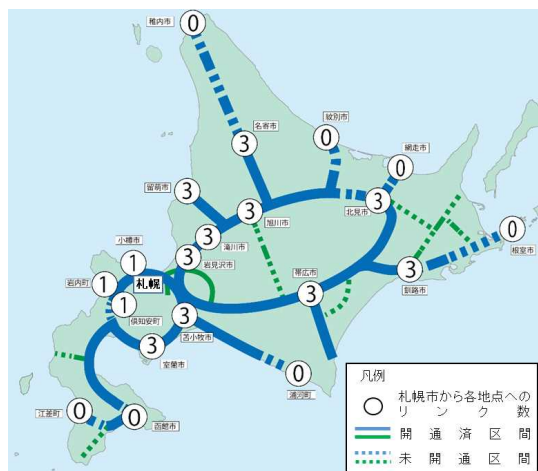 稚内市
0
名寄市
3
紋別市
0
網走市
0
留萌市
3
旭川市
3
北見市
3
滝川市
3
根室市
0
小樽市
1
岩見沢市
3
岩内町
1
札幌
帯広市
3
釧路市
3
倶知安町
1
苫小牧市
3
室蘭市
3
浦河町
0
江差町
0
函館市
0
凡例
札幌市から各地点への
リンク数
開通済区間
未開通区間